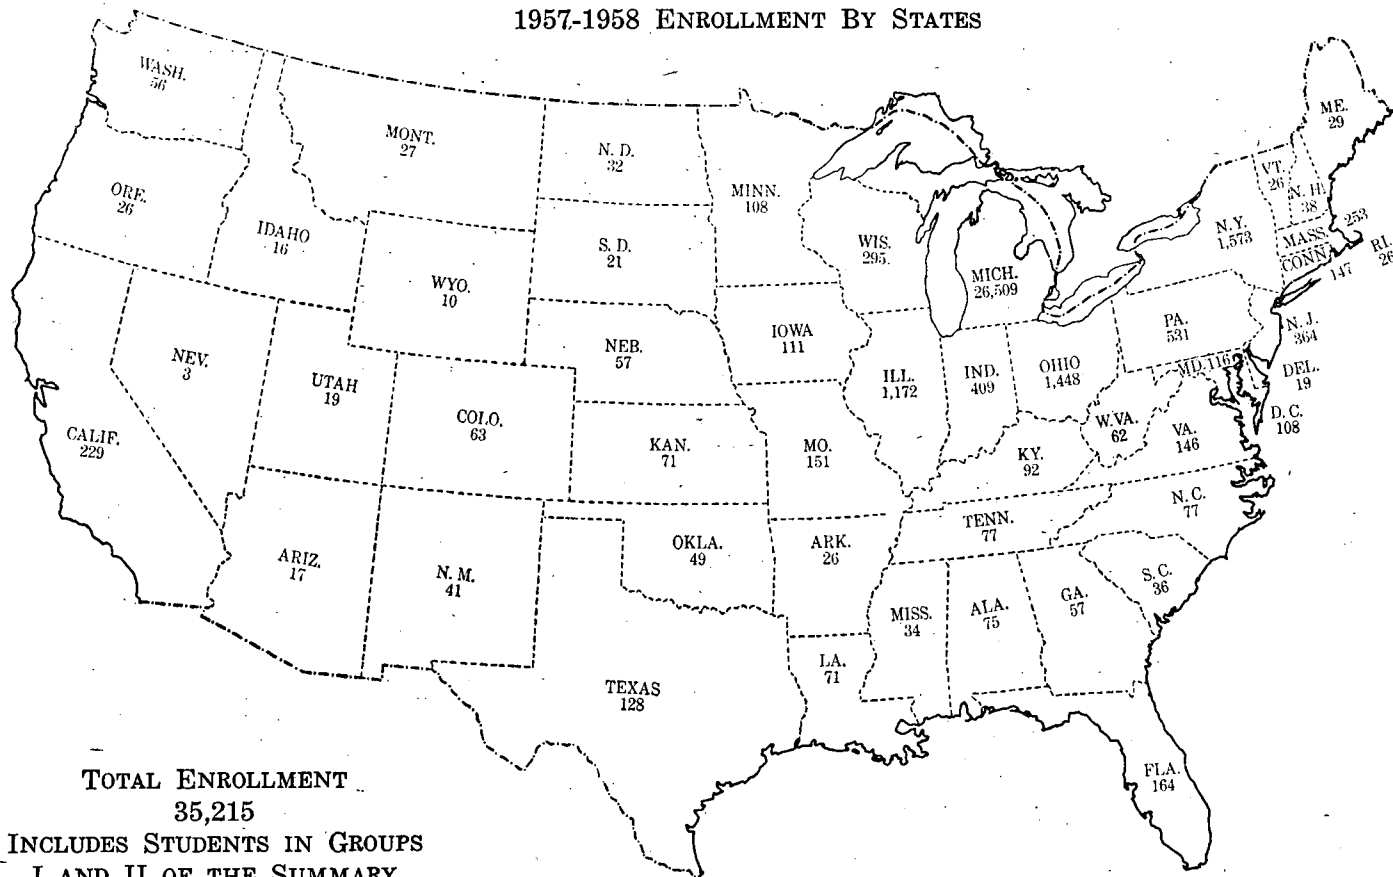 1957-1958 ENROLLMENT BY STATES
WASH.
56
MONT.
27
N. D.
32
MINN.
108
ME.
29
VT.
26
N. H.
38
ORE.
26
IDAHO
16
S. D.
21
WIS.
295
N. Y.
1,573
MASS.
253
CONN.
147
R.I.
26
WYO.
10
MICH.
26,509
NEV.
3
UTAH
19
NEB.
57
IOWA
111
PA.
531
N. J.
364
CALIF.
229
COLO.
63
ILL.
1,172
IND.
409
OHIO
1,448
MD. 116
DEL.
19
D. C.
108
KAN.
71
MO.
151
KY.
92
W.VA.
62
VA.
146
N. C.
77
ARIZ.
17
N. M.
41
OKLA.
49
ARK.
26
TENN.
77
S. C.
36
MISS.
34
ALA.
75
GA.
57
TEXAS
128
LA.
71
FLA.
164
TOTAL ENROLLMENT
35,215
INCLUDES STUDENTS IN GROUPS
I AND II OF THE SUMMARY